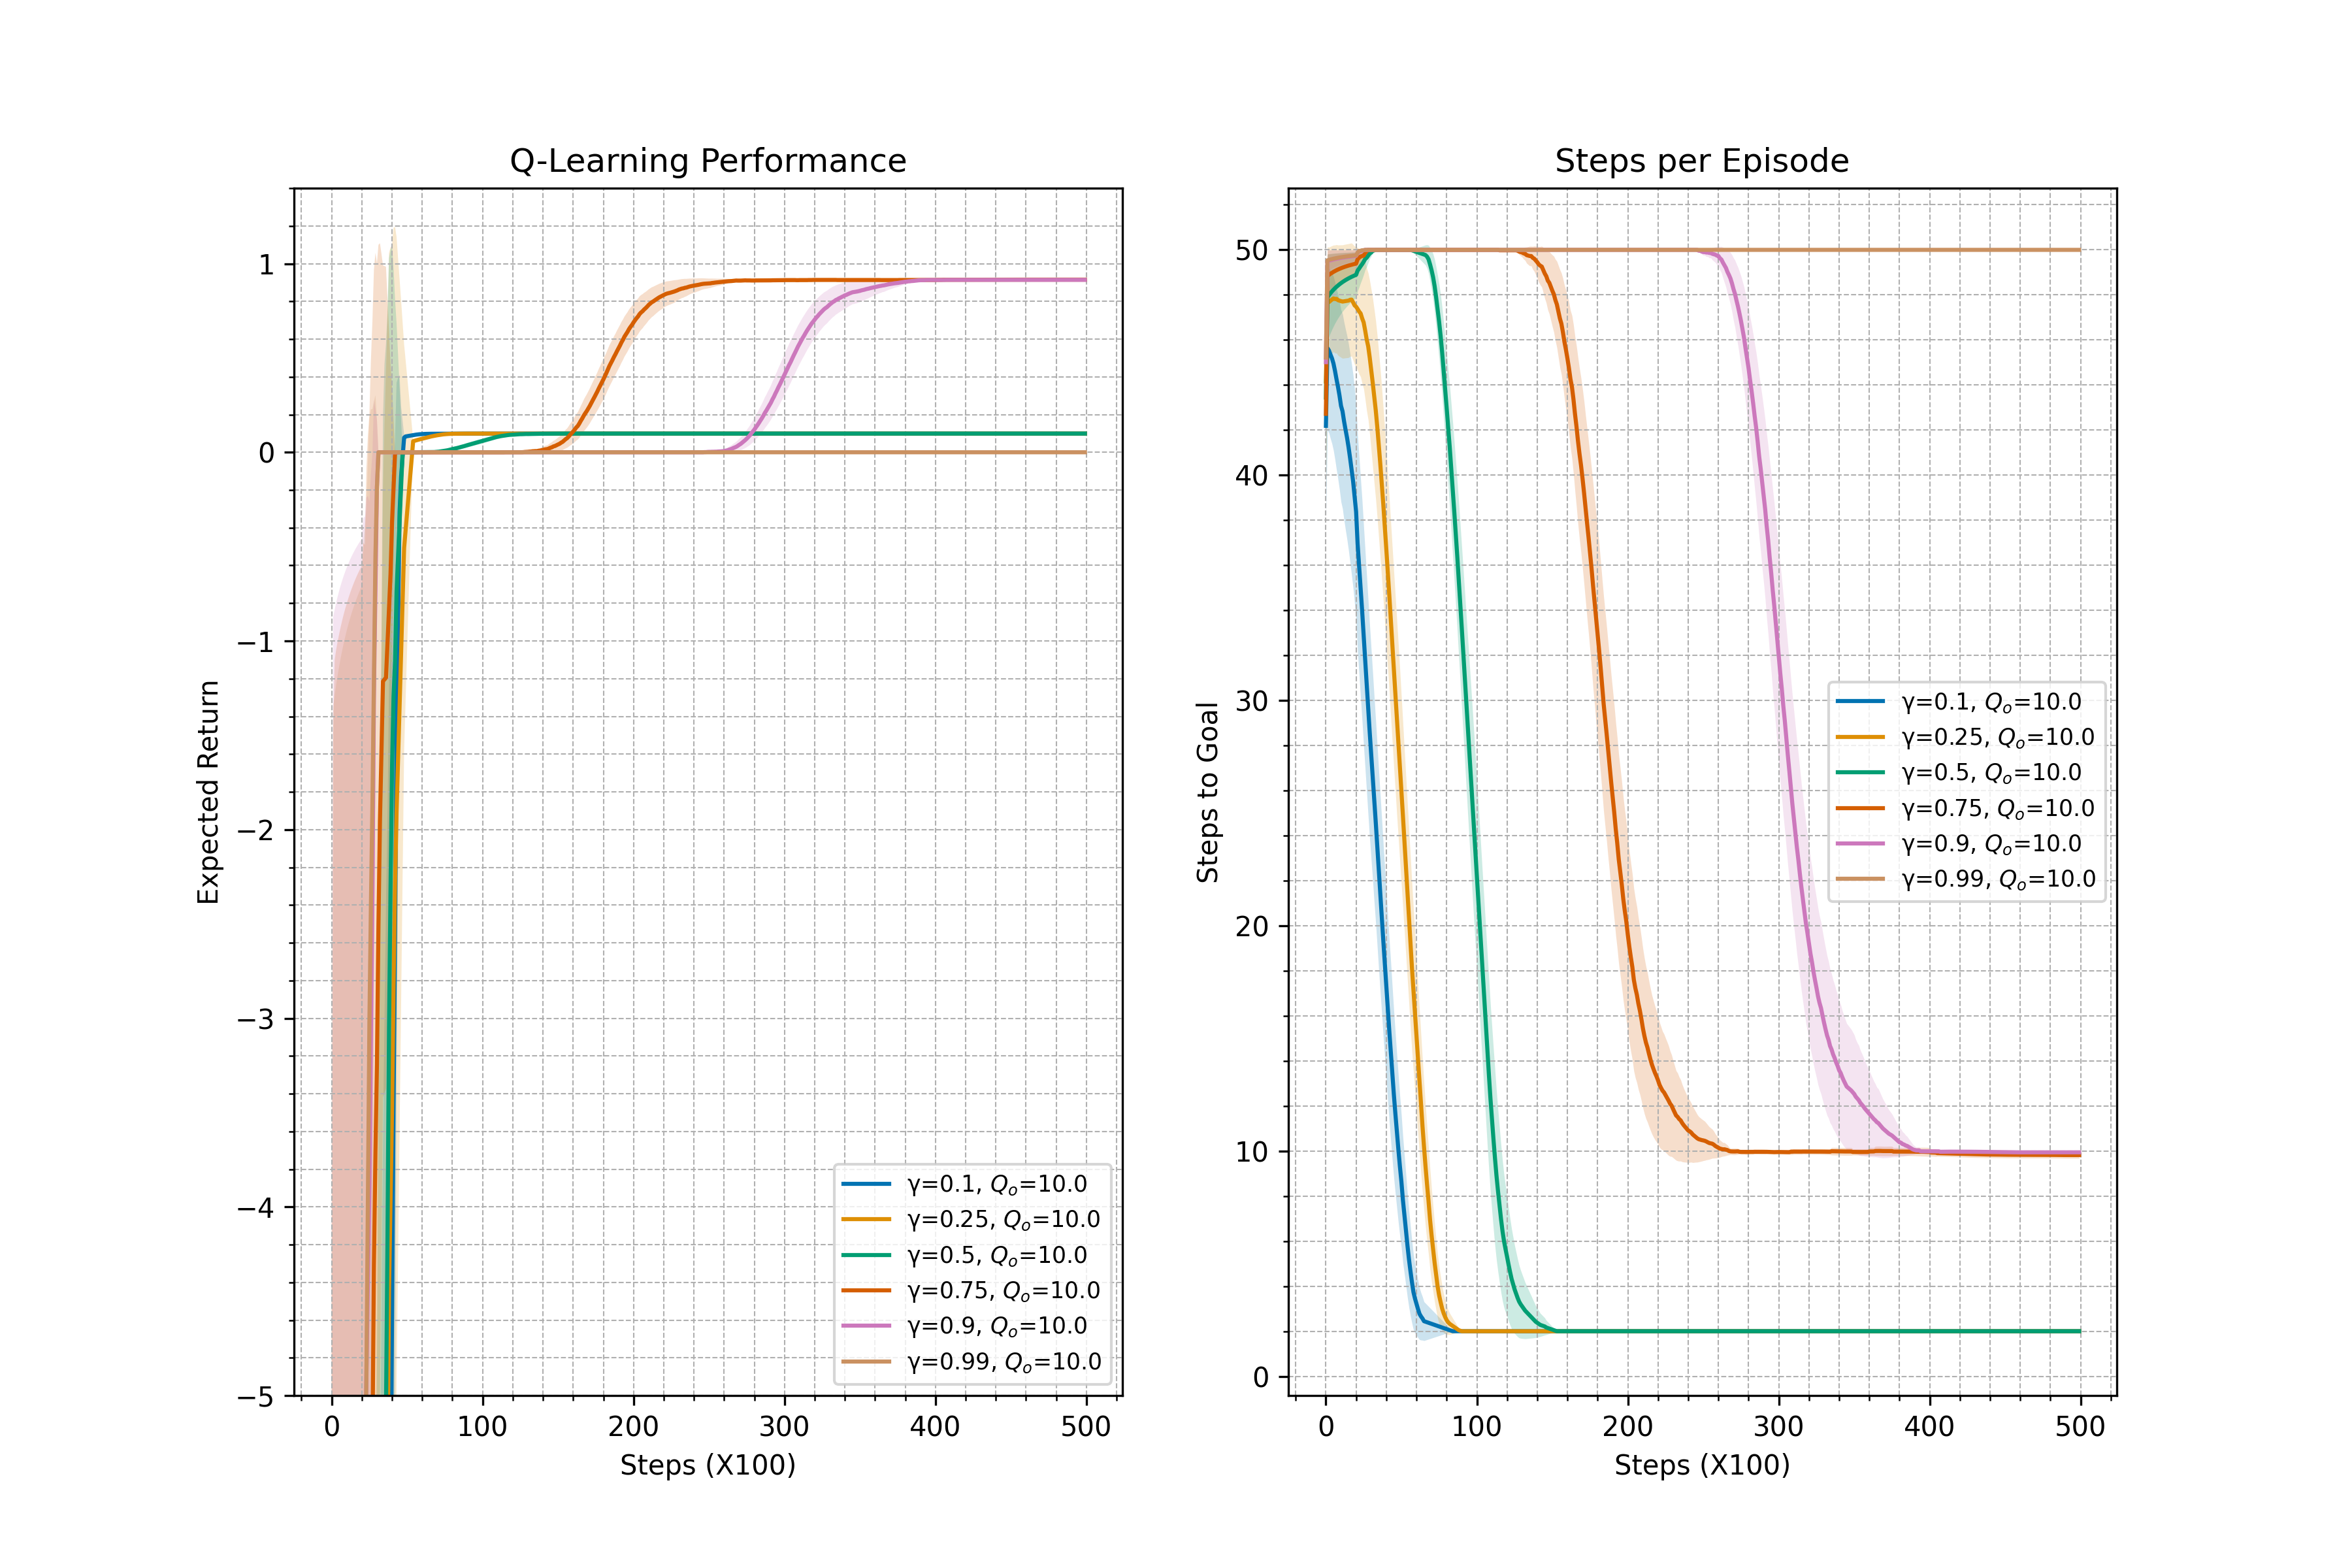 Q-Learning Performance
Expected Return
1
0
−1
−2
−3
−4
−5
0 100 200 300 400 500
Steps (X100)
γ=0.1, Qₒ=10.0
γ=0.25, Qₒ=10.0
γ=0.5, Qₒ=10.0
γ=0.75, Qₒ=10.0
γ=0.9, Qₒ=10.0
γ=0.99, Qₒ=10.0
Steps per Episode
Steps to Goal
50
40
30
20
10
0
0 100 200 300 400 500
Steps (X100)
γ=0.1, Qₒ=10.0
γ=0.25, Qₒ=10.0
γ=0.5, Qₒ=10.0
γ=0.75, Qₒ=10.0
γ=0.9, Qₒ=10.0
γ=0.99, Qₒ=10.0